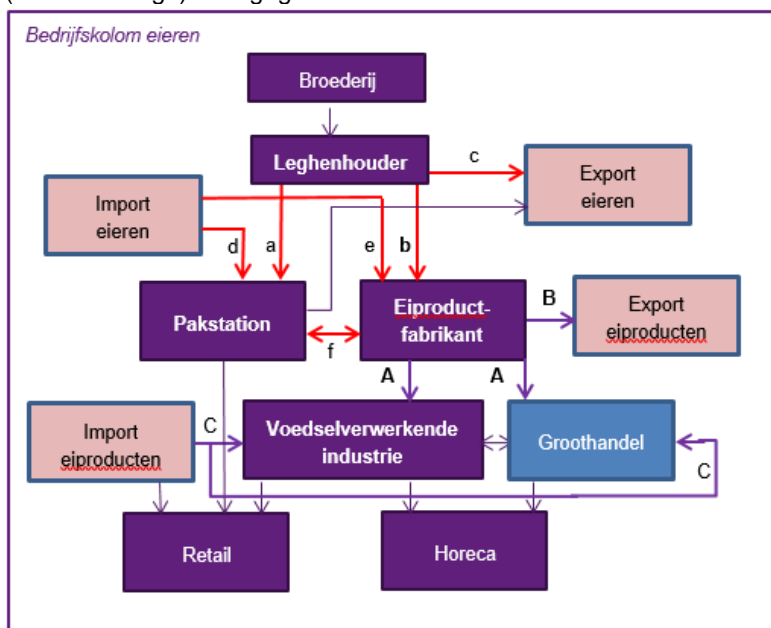 Bedrijfskolom eieren
Broederij
Leghenhouder
c
Export
eieren
Import
eieren
d
a
e
b
Pakstation
f
Eiproduct-
fabrikant
B
Export
eiproducten
A
A
Import
eiproducten
C
Voedselverwerkende
industrie
Groothandel
C
Retail
Horeca